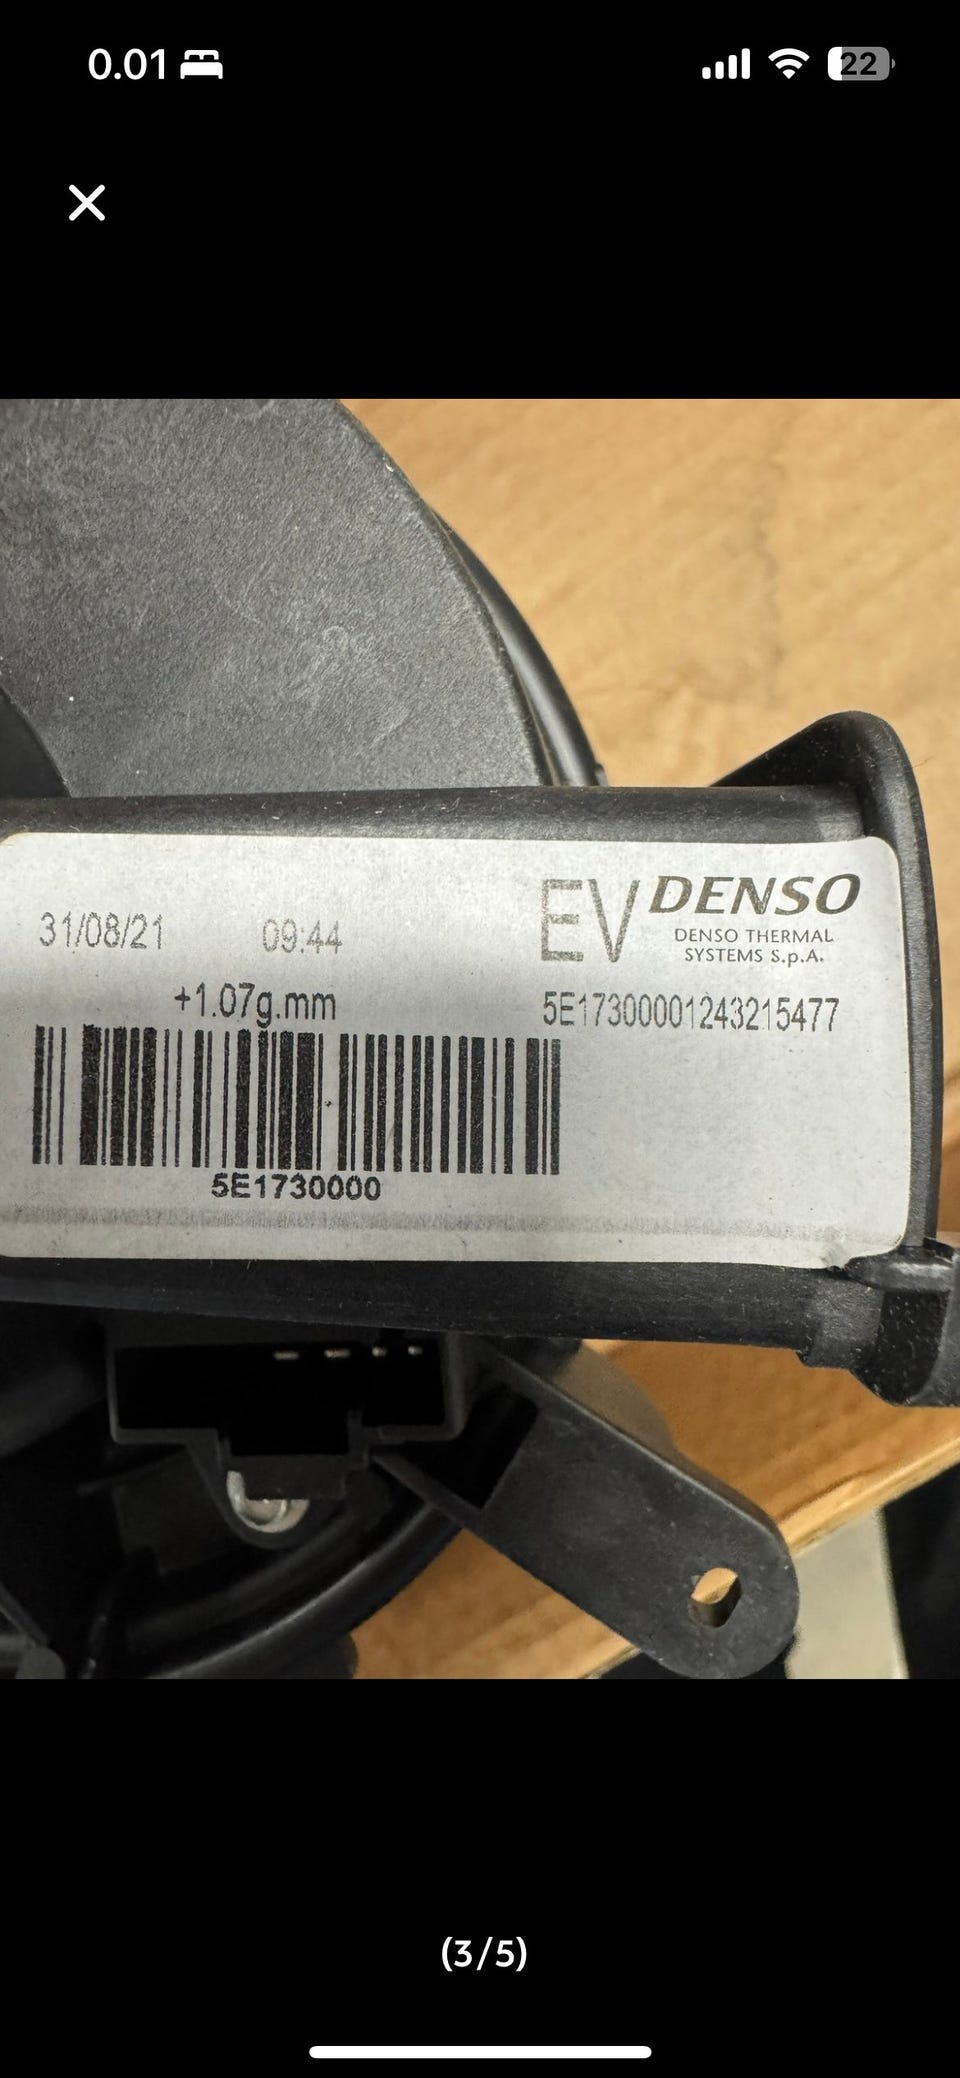 0.01
22
31/08/21 09:44 EV DENSO
DENSO THERMAL
SYSTEMS S.p.A.
+1.07g.mm 5E17300001243215477
5E1730000
(3/5)